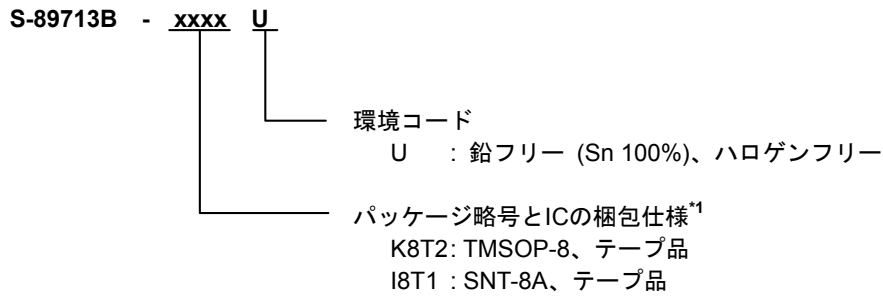 S-89713B - xxxx U
環境コード
U : 鉛フリー (Sn 100%)、ハロゲンフリー
パッケージ略号とICの梱包仕様*1
K8T2: TMSOP-8、テープ品
I8T1 : SNT-8A、テープ品